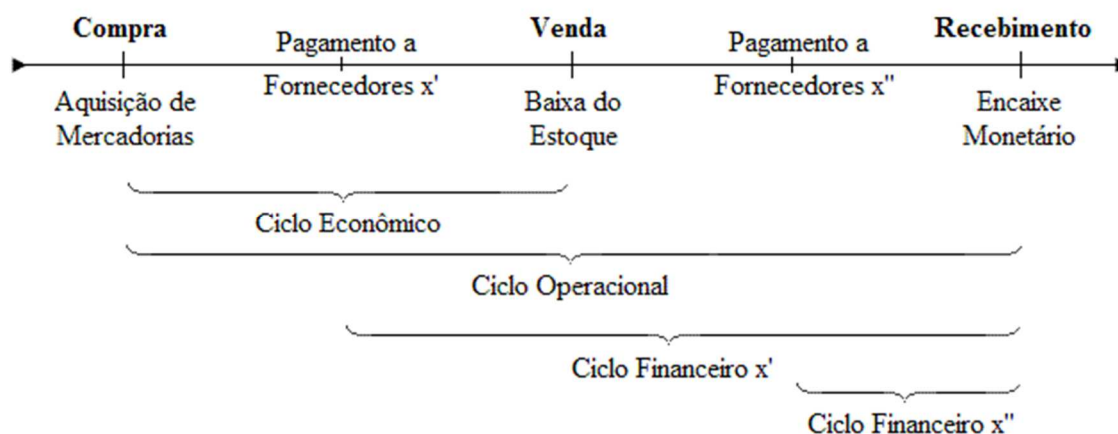 Compra
Pagamento a
Venda
Pagamento a
Recebimento
Fornecedores x'
Fornecedores x"
Aquisição de
Mercadorias
Baixa do
Estoque
Encaixe
Monetário
Ciclo Econômico
Ciclo Operacional
Ciclo Financeiro x'
Ciclo Financeiro x"